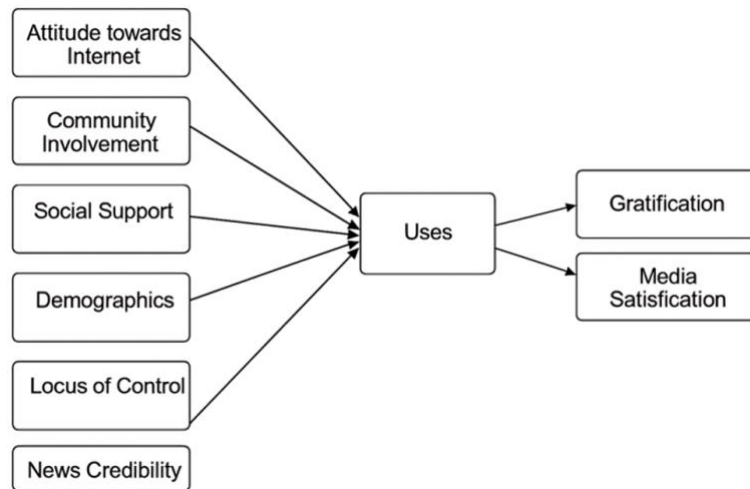 Attitude towards
Internet
Community
Involvement
Social Support
Demographics
Locus of Control
News Credibility
Uses
Gratification
Media
Satisfication